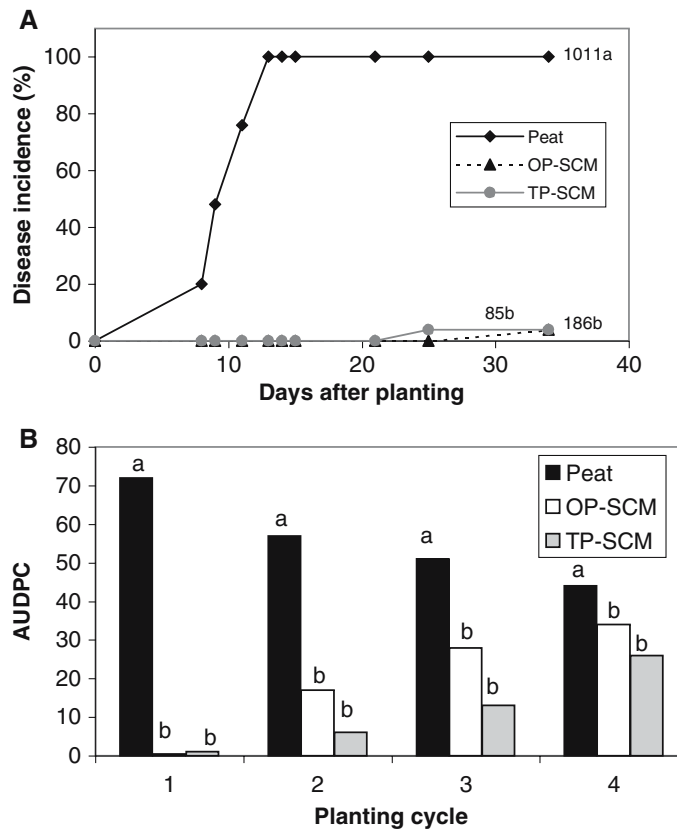 A
Disease incidence (%)
100
80
60
40
20
0
1011a
Peat
OP-SCM
TP-SCM
85b
186b
0
10
20
30
40
Days after planting
B
AUDPC
80
70
60
50
40
30
20
10
0
Peat
OP-SCM
TP-SCM
a
b
b
a
b
b
a
b
b
a
b
b
1
2
3
4
Planting cycle